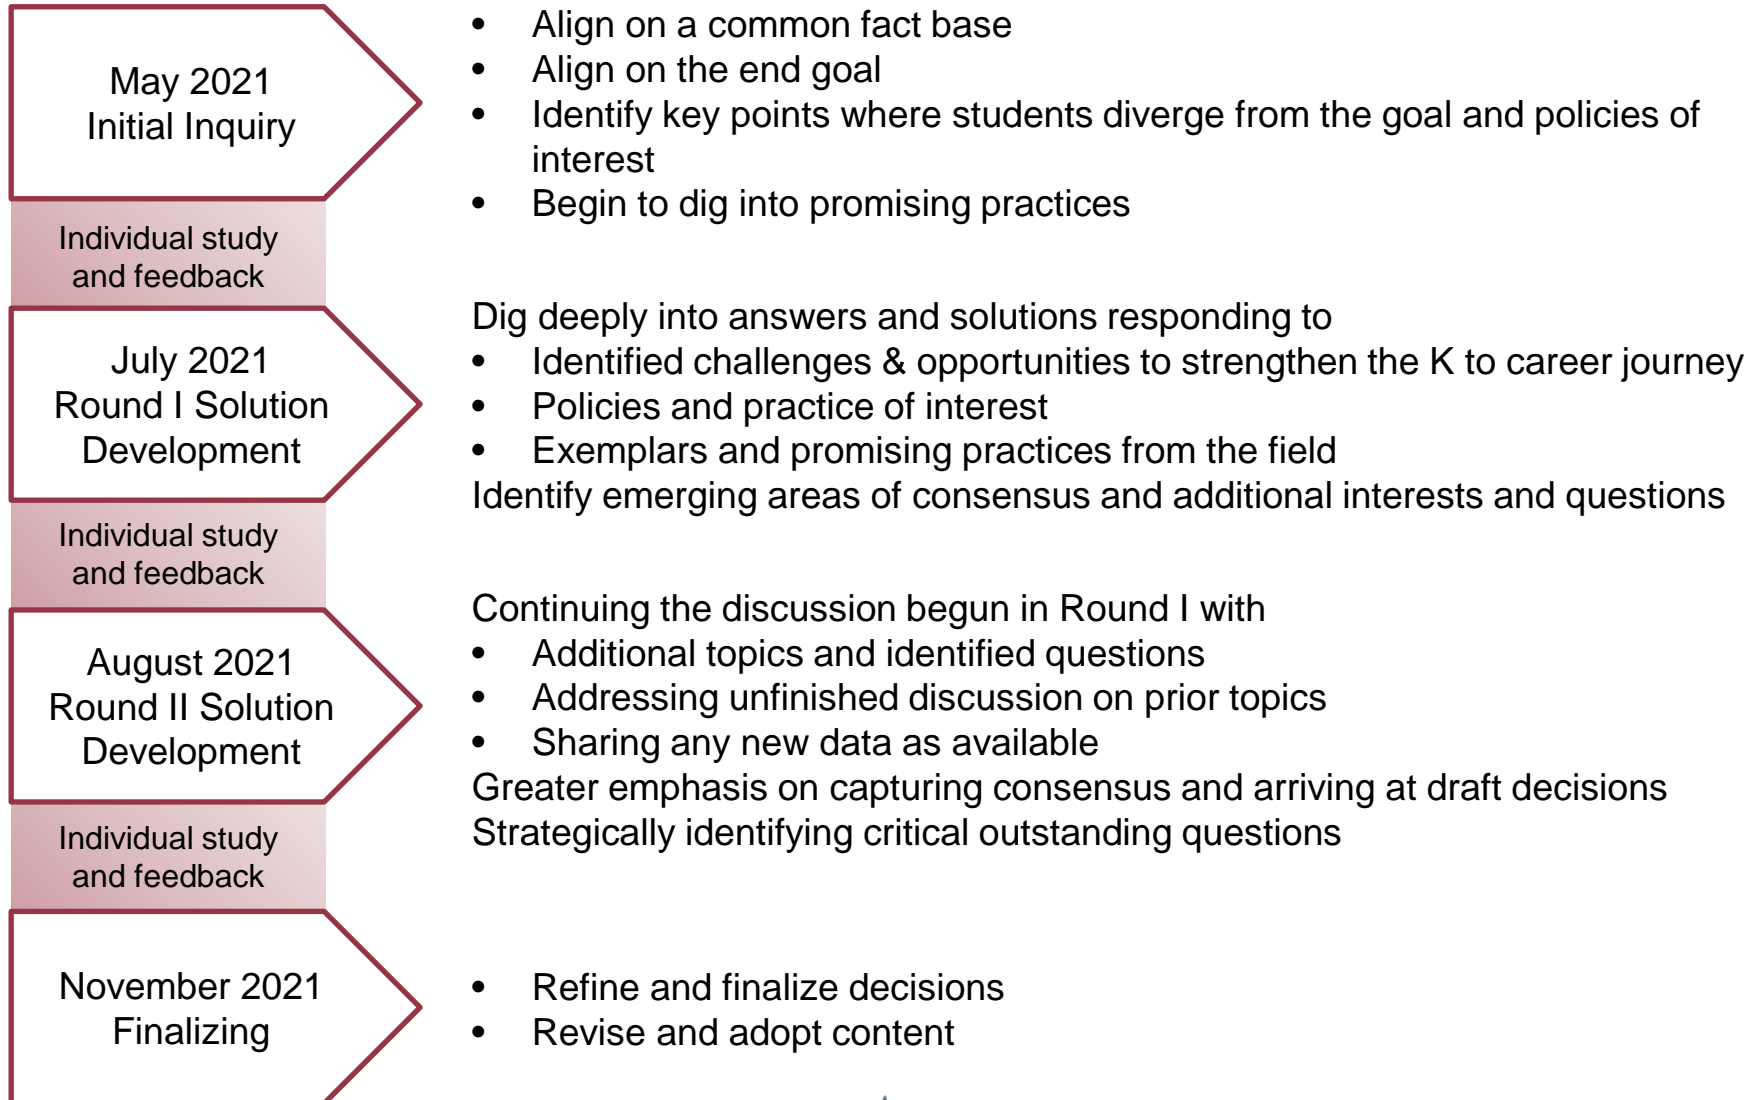 May 2021
Initial Inquiry
• Align on a common fact base
• Align on the end goal
• Identify key points where students diverge from the goal and policies of
interest
• Begin to dig into promising practices
Individual study
and feedback
July 2021
Round I Solution
Development
Dig deeply into answers and solutions responding to
• Identified challenges & opportunities to strengthen the K to career journey
• Policies and practice of interest
• Exemplars and promising practices from the field
Identify emerging areas of consensus and additional interests and questions
Individual study
and feedback
August 2021
Round II Solution
Development
Continuing the discussion begun in Round I with
• Additional topics and identified questions
• Addressing unfinished discussion on prior topics
• Sharing any new data as available
Greater emphasis on capturing consensus and arriving at draft decisions
Strategically identifying critical outstanding questions
Individual study
and feedback
November 2021
Finalizing
• Refine and finalize decisions
• Revise and adopt content